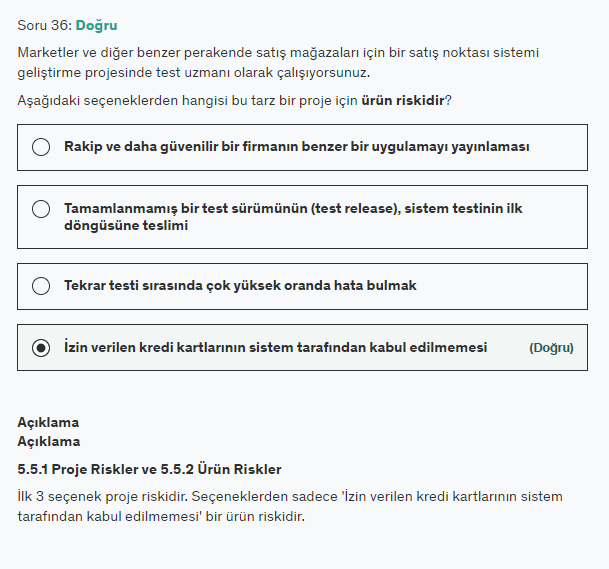 Soru 36: Doğru
Marketler ve diğer benzer perakende satış mağazaları için bir satış noktası sistemi
geliştirme projesinde test uzmanı olarak çalışıyorsunuz.
Aşağıdaki seçeneklerden hangisi bu tarz bir proje için ürün riskidir?
Rakip ve daha güvenilir bir firmanın benzer bir uygulamayı yayınlaması
Tamamlanmamış bir test sürümünün (test release), sistem testinin ilk
döngüsüne teslimi
Tekrar testi sırasında çok yüksek oranda hata bulmak
İzin verilen kredi kartlarının sistem tarafından kabul edilmemesi (Doğru)
Açıklama
Açıklama
5.5.1 Proje Riskler ve 5.5.2 Ürün Riskler
İlk 3 seçenek proje riskidir. Seçeneklerden sadece 'İzin verilen kredi kartlarının sistem
tarafından kabul edilmemesi' bir ürün riskidir.